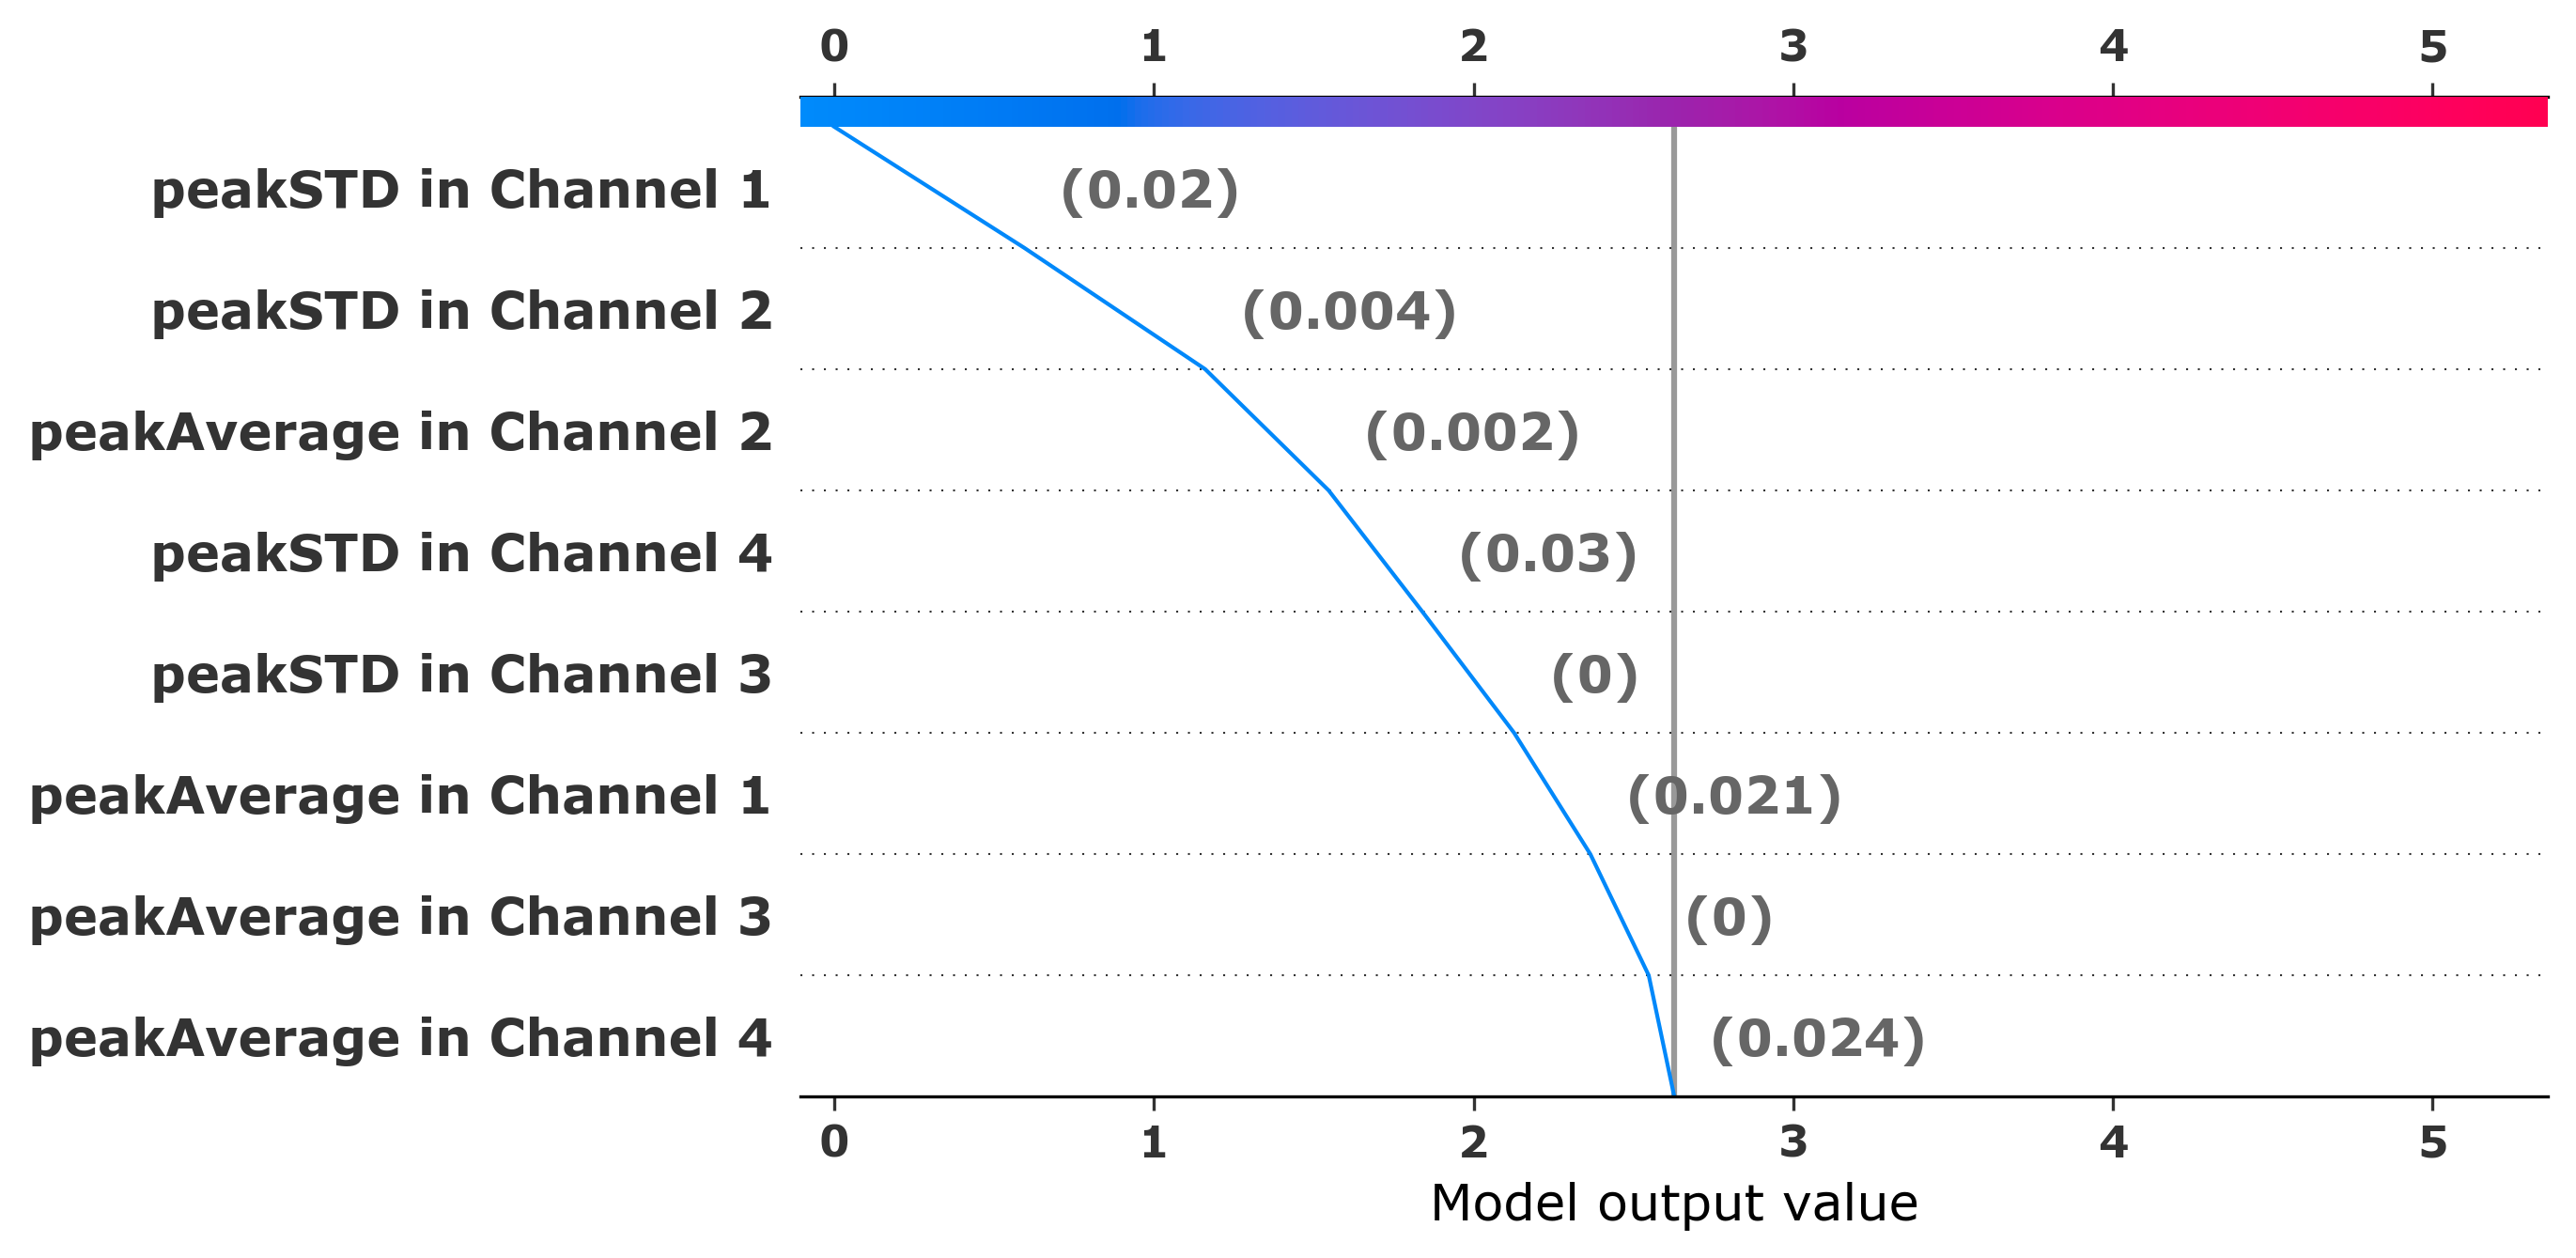 0 1 2 3 4 5
peakSTD in Channel 1 (0.02)
peakSTD in Channel 2 (0.004)
peakAverage in Channel 2 (0.002)
peakSTD in Channel 4 (0.03)
peakSTD in Channel 3 (0)
peakAverage in Channel 1 (0.021)
peakAverage in Channel 3 (0)
peakAverage in Channel 4 (0.024)
0 1 2 3 4 5
Model output value